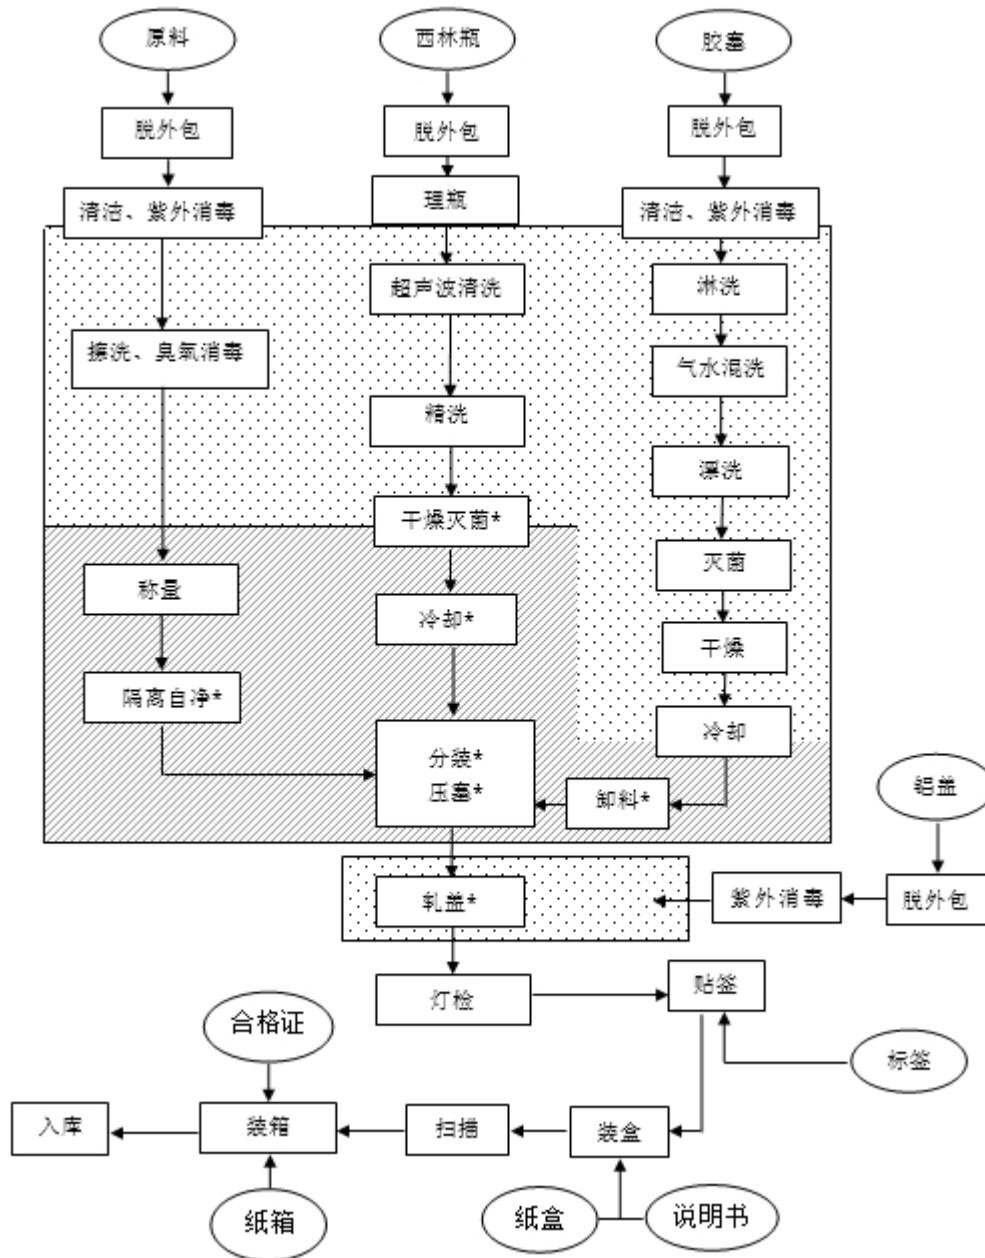 原料
西林瓶
胶塞
脱外包
脱外包
脱外包
清洁、紫外消毒
理瓶
清洁、紫外消毒
超声波清洗
淋洗
擦洗、臭氧消毒
气水混洗
精洗
漂洗
干燥灭菌*
灭菌
称量
冷却*
干燥
隔离自净*
冷却
分装*
压塞*
卸料*
铝盖
轧盖*
紫外消毒
脱外包
灯检
贴签
合格证
标签
入库
装箱
扫描
装盒
纸箱
纸盒
说明书